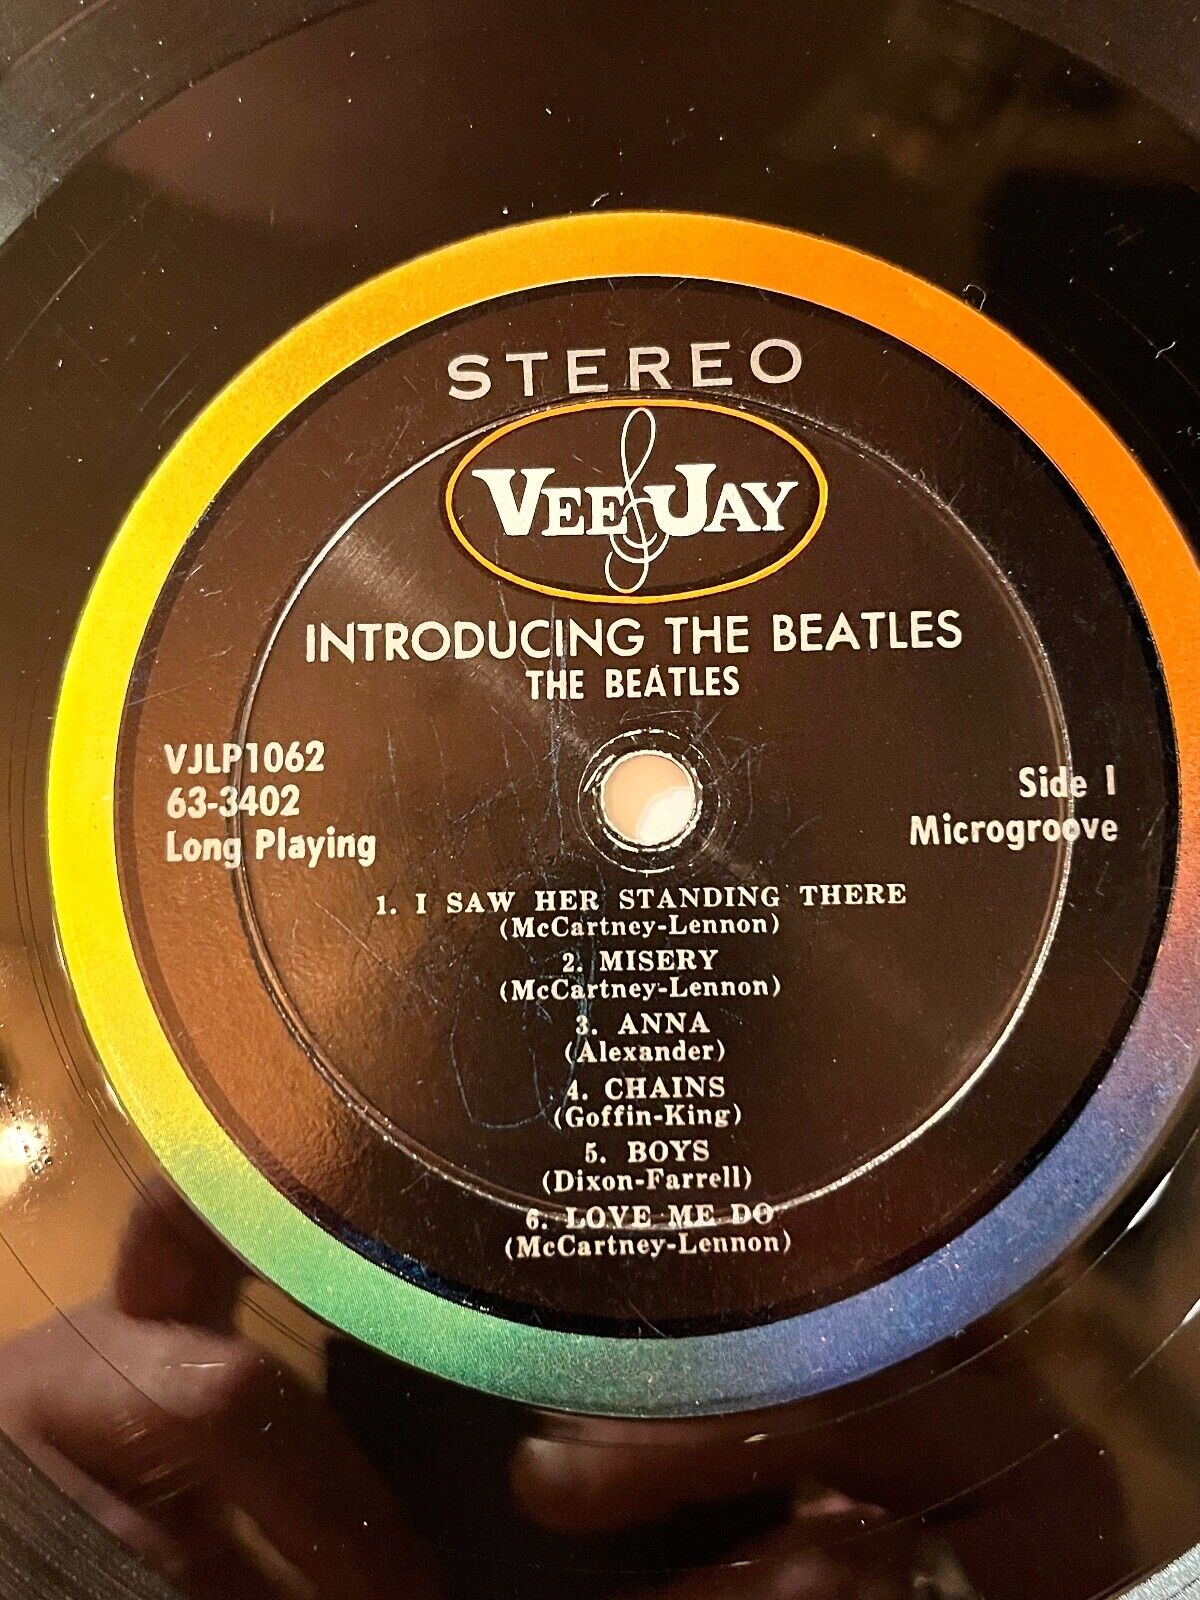 STEREO
VEE JAY
INTRODUCING THE BEATLES
THE BEATLES
VJLP1062
63-3402
Long Playing
Side 1
Microgroove
1. I SAW HER STANDING THERE
(McCartney-Lennon)
2. MISERY
(McCartney-Lennon)
3. ANNA
(Alexander)
4. CHAINS
(Goffin-King)
5. BOYS
(Dixon-Farrell)
6. LOVE ME DO
(McCartney-Lennon)